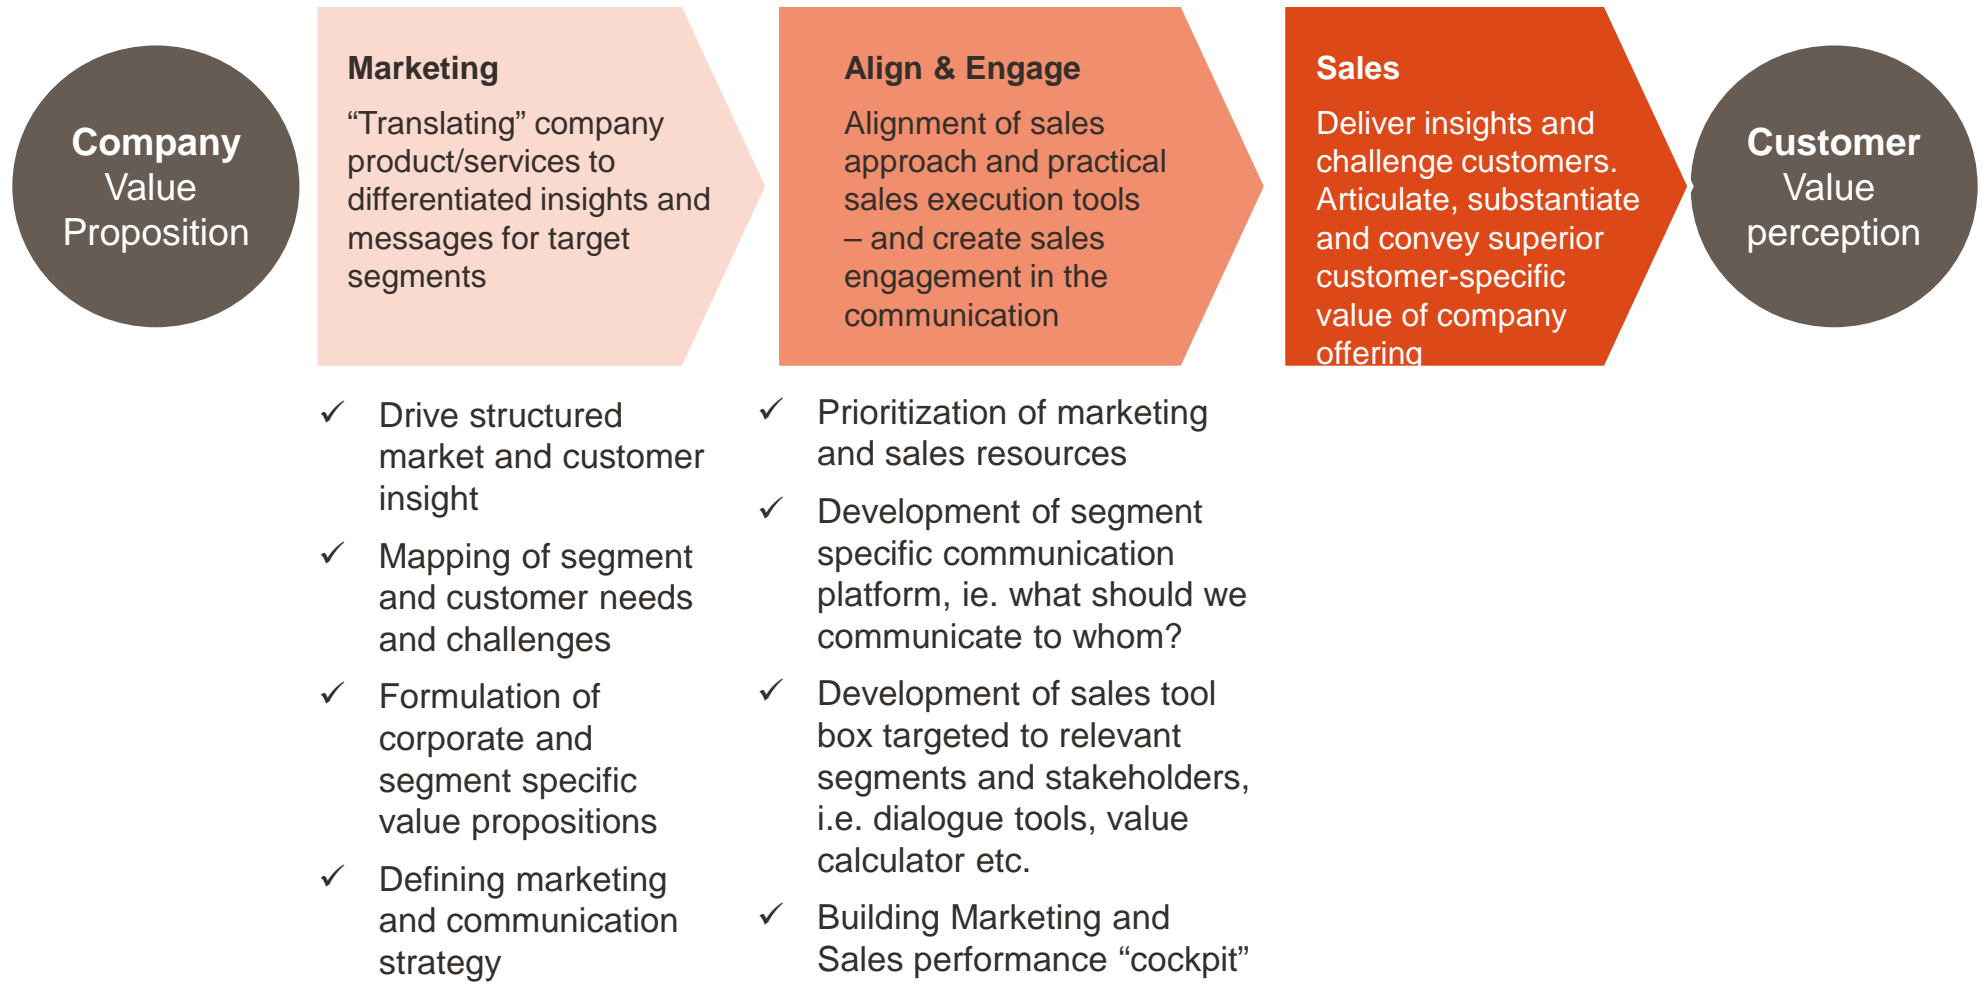 Company
Value
Proposition
Marketing
“Translating” company
product/services to
differentiated insights and
messages for target
segments
Align & Engage
Alignment of sales
approach and practical
sales execution tools
– and create sales
engagement in the
communication
Sales
Deliver insights and
challenge customers.
Articulate, substantiate
and convey superior
customer-specific
value of company
offering
Customer
Value
perception
✓ Drive structured
market and customer
insight
✓ Mapping of segment
and customer needs
and challenges
✓ Formulation of
corporate and
segment specific
value propositions
✓ Defining marketing
and communication
strategy
✓ Prioritization of marketing
and sales resources
✓ Development of segment
specific communication
platform, ie. what should we
communicate to whom?
✓ Development of sales tool
box targeted to relevant
segments and stakeholders,
i.e. dialogue tools, value
calculator etc.
✓ Building Marketing and
Sales performance “cockpit”